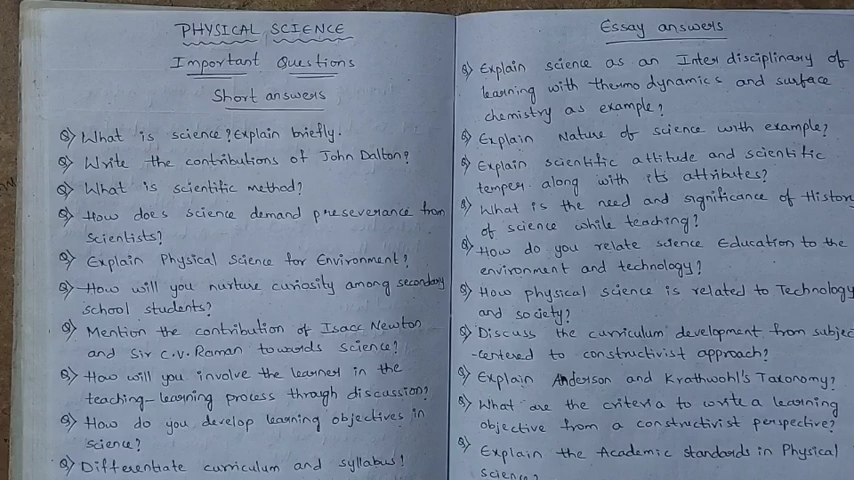 PHYSICAL SCIENCE
Important Questions
Short answers
Q) What is science? Explain briefly.
Q) Write the contributions of John Dalton?
Q) What is scientific method?
Q) How does science demand preseverance from
scientists?
Q) Explain Physical Science for Environment?
Q) How will you nurture curiosity among secondary
school students?
Q) Mention the contribution of Isacc Newton
and Sir C.V. Raman towards science?
Q) How will you involve the learner in the
teaching-learning process through discussion?
Q) How do you develop learning objectives in
science?
Q) Differentiate curriculum and syllabus!
Essay answers
Q) Explain science as an Inter disciplinary of
learning with thermo dynamics and surface
chemistry as example?
Q) Explain Nature of science with example?
Q) Explain scientific attitude and scientific
temper along with its attributes?
Q) What is the need and significance of History
of science while teaching?
Q) How do you relate science Education to the
environment and technology?
Q) How physical science is related to Technology
and society?
Q) Discuss the curriculum development from subject
-centered to constructivist approach?
Q) Explain Anderson and Krathwohl's Taxonomy?
Q) What are the criteria to write a learning
objective from a constructivist perspective?
Q) Explain the Academic standards in Physical
science?